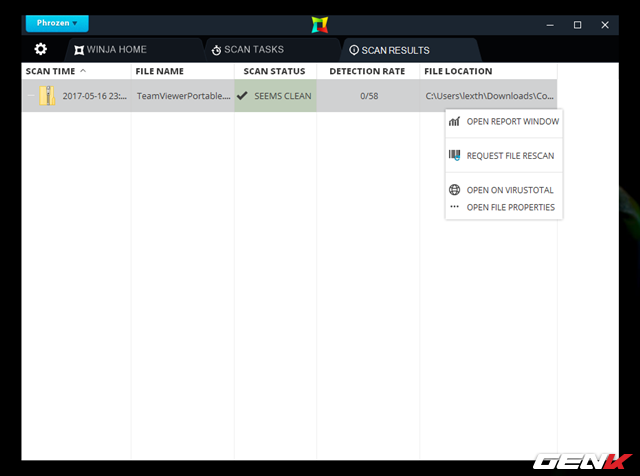 Phrozen
WINJA HOME
SCAN TASKS
SCAN RESULTS
SCAN TIME
FILE NAME
SCAN STATUS
DETECTION RATE
FILE LOCATION
2017-05-16 23:...
TeamViewerPortable....
SEEMS CLEAN
0/58
C:\Users\lexth\Downloads\Co...
OPEN REPORT WINDOW
REQUEST FILE RESCAN
OPEN ON VIRUSTOTAL
OPEN FILE PROPERTIES
GENK